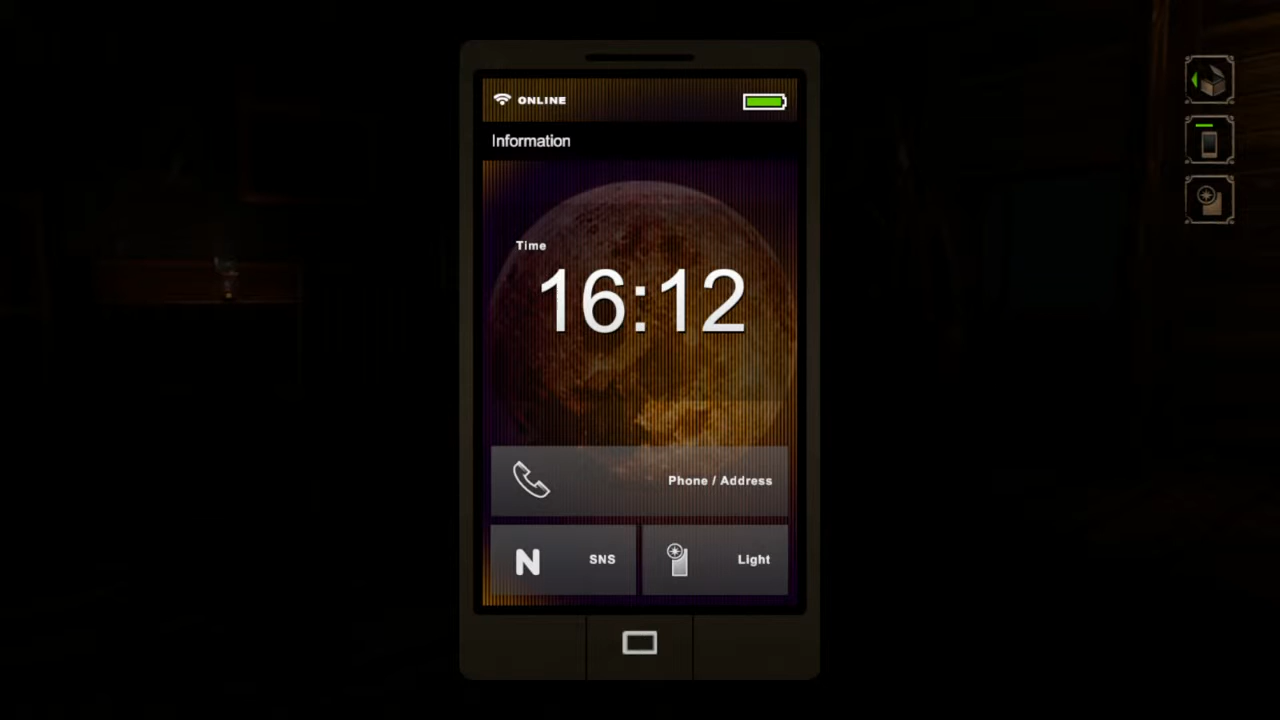 ONLINE
Information
Time
16:12
Phone / Address
N SNS
Light